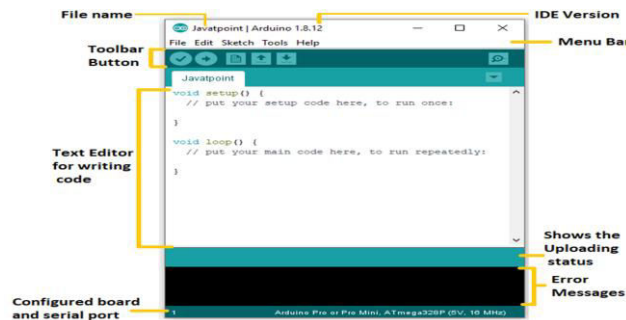 File name
IDE Version
Javatpoint | Arduino 1.8.12
File Edit Sketch Tools Help
Menu Bar
Toolbar
Button
Javatpoint
void setup() {
// put your setup code here, to run once:
}
void loop() {
// put your main code here, to run repeatedly:
}
Text Editor
for writing
code
Shows the
Uploading
status
Error
Messages
Configured board
and serial port
1
Arduino Pro or Pro Mini, ATmega328P (5V, 16 MHz)